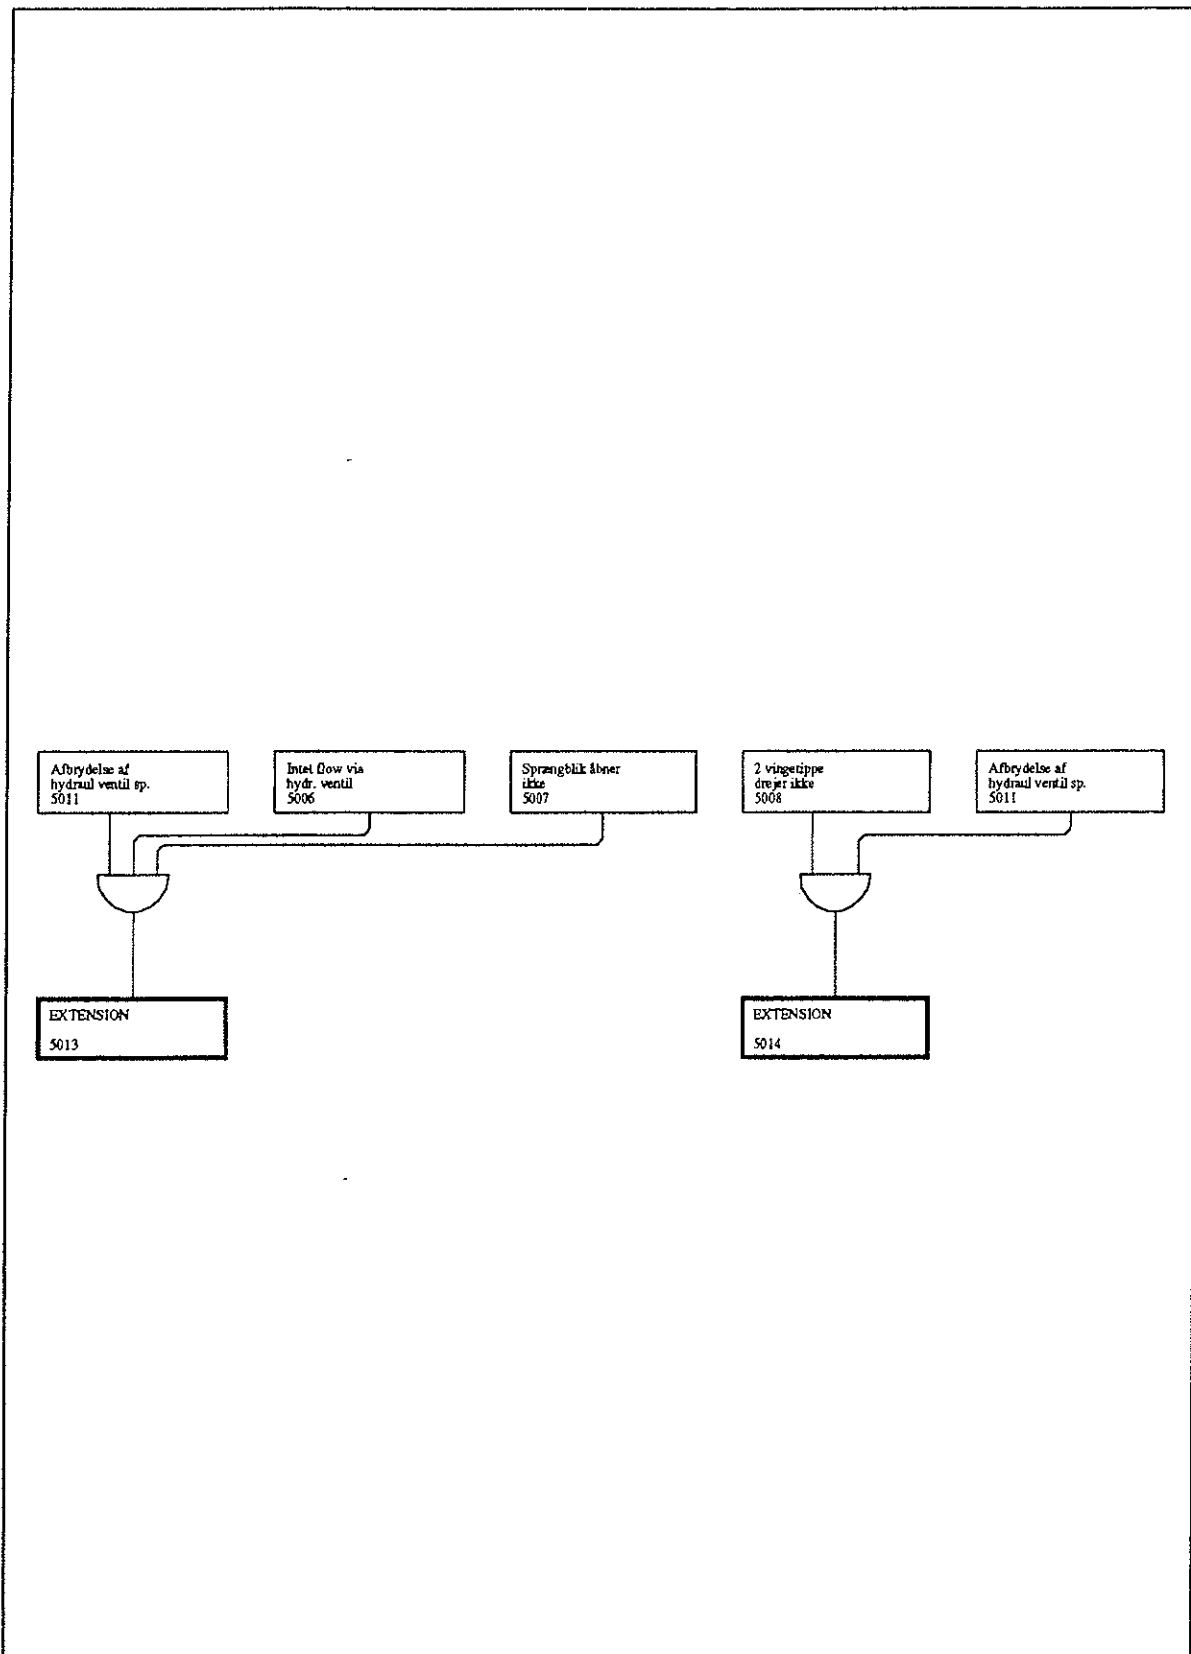 Afbrydelse af
hydraul ventil sp.
5011
Intet flow via
hydr. ventil
5006
Sprængblik åbner
ikke
5007
2 vingetippe
drejer ikke
5008
Afbrydelse af
hydraul ventil sp.
5011
EXTENSION
5013
EXTENSION
5014